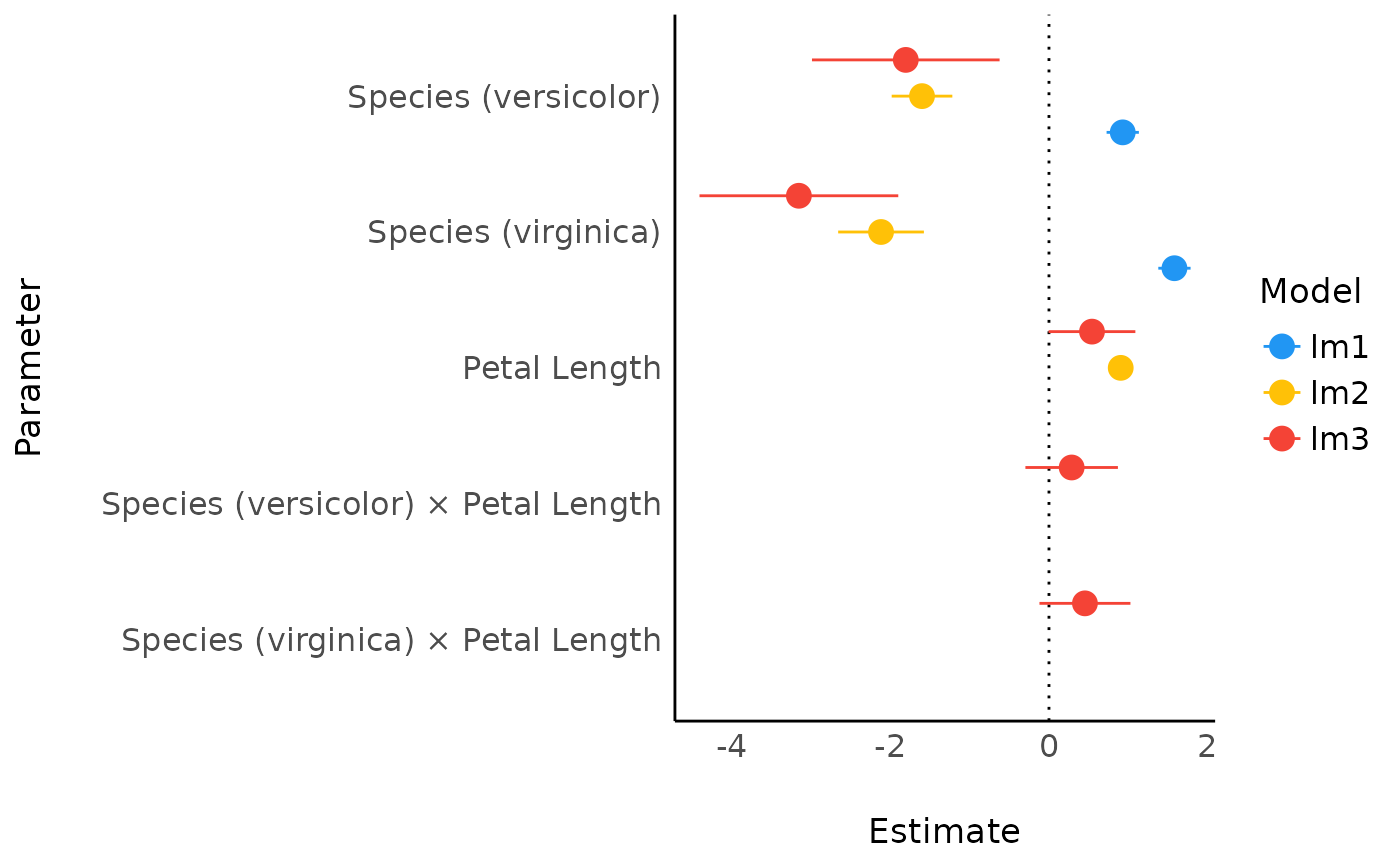 Species (versicolor)
Species (virginica)
Petal Length
Species (versicolor) × Petal Length
Species (virginica) × Petal Length
Parameter
-4
-2
0
2
Estimate
Model
lm1
lm2
lm3